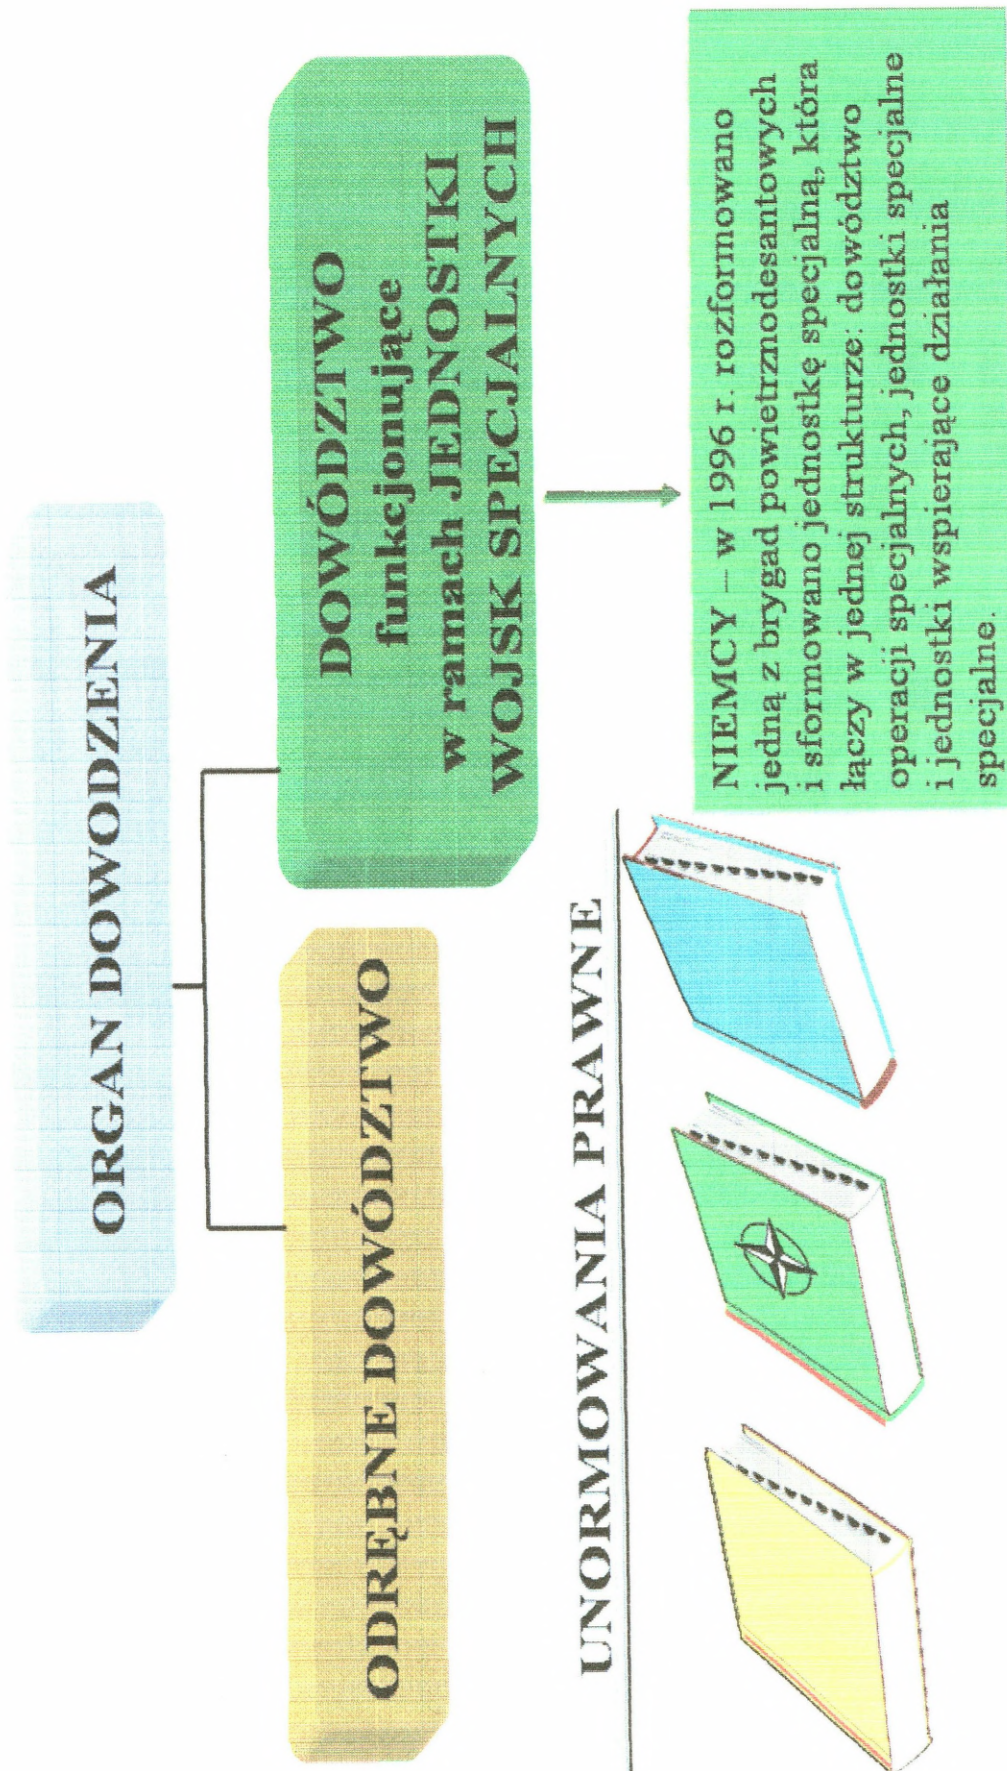 ORGAN DOWODZENIA
ODRĘBNE DOWÓDZTWO
DOWÓDZTWO
funkcjonujące
w ramach JEDNOSTKI
WOJSK SPECJALNYCH
UNORMOWANIA PRAWNE
NIEMCY – w 1996 r. rozformowano
jedną z brygad powietrznodesantowych
i sformowano jednostkę specjalną, która
łączy w jednej strukturze: dowództwo
operacji specjalnych, jednostki specjalne
i jednostki wspierające działania
specjalne.